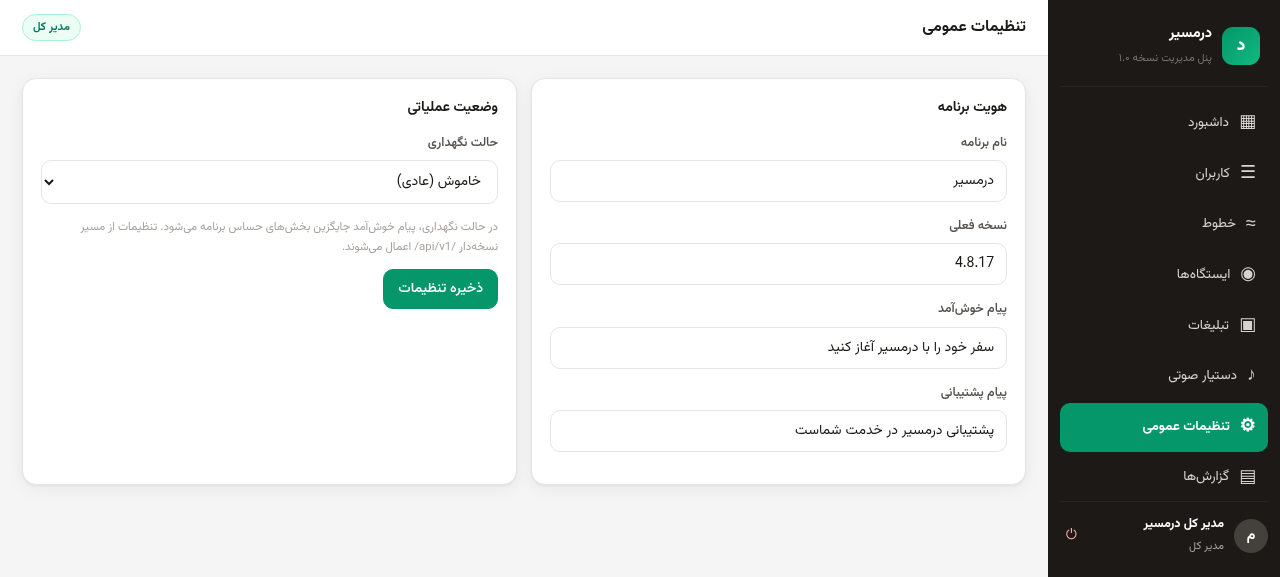 د
درمسیر
پنل مدیریت نسخه ۱.۰
داشبورد
کاربران
خطوط
ایستگاه‌ها
تبلیغات
دستیار صوتی
تنظیمات عمومی
گزارش‌ها
م
مدیر کل درمسیر
مدیر کل
تنظیمات عمومی
مدیر کل
هویت برنامه
نام برنامه
درمسیر
نسخه فعلی
4.8.17
پیام خوش‌آمد
سفر خود را با درمسیر آغاز کنید
پیام پشتیبانی
پشتیبانی درمسیر در خدمت شماست
وضعیت عملیاتی
حالت نگهداری
خاموش (عادی)
در حالت نگهداری، پیام خوش‌آمد جایگزین بخش‌های حساس برنامه می‌شود. تنظیمات از مسیر
نسخه‌دار /api/v1/ اعمال می‌شوند.
ذخیره تنظیمات